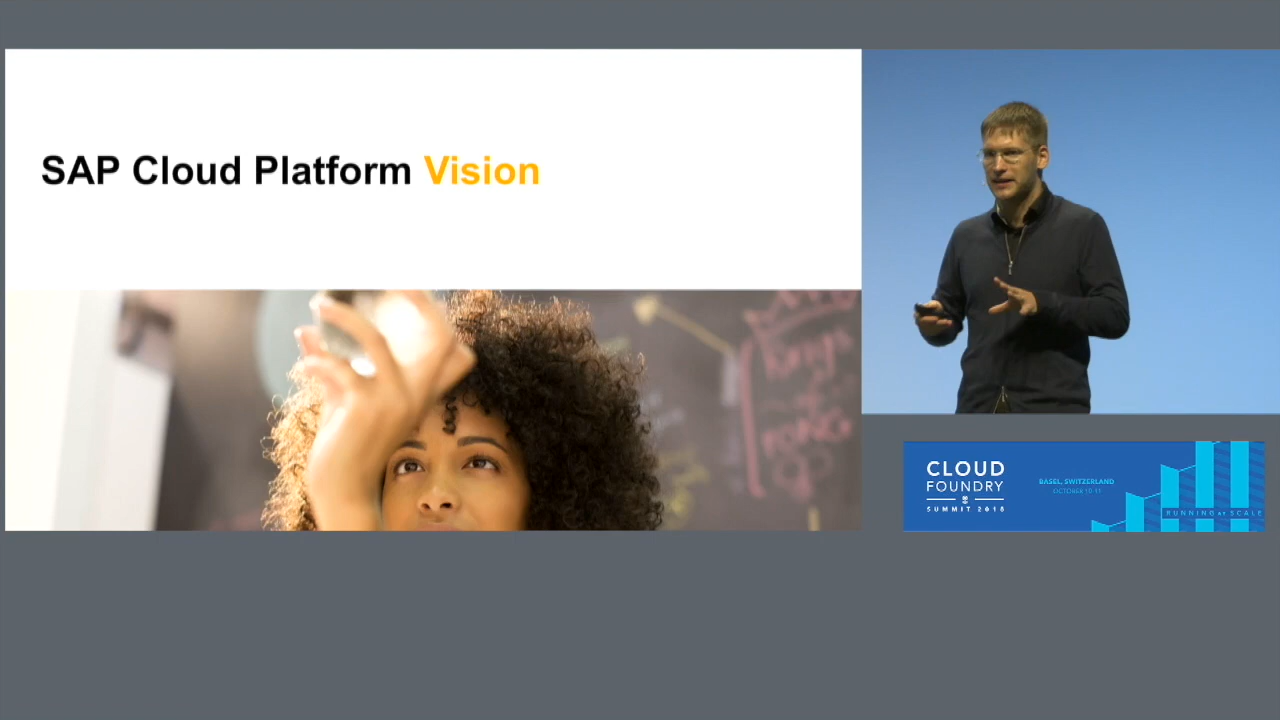 SAP Cloud Platform Vision
CLOUD
FOUNDRY
SUMMIT 2018
BASEL, SWITZERLAND
OCTOBER 10-11
RUNNING AT SCALE